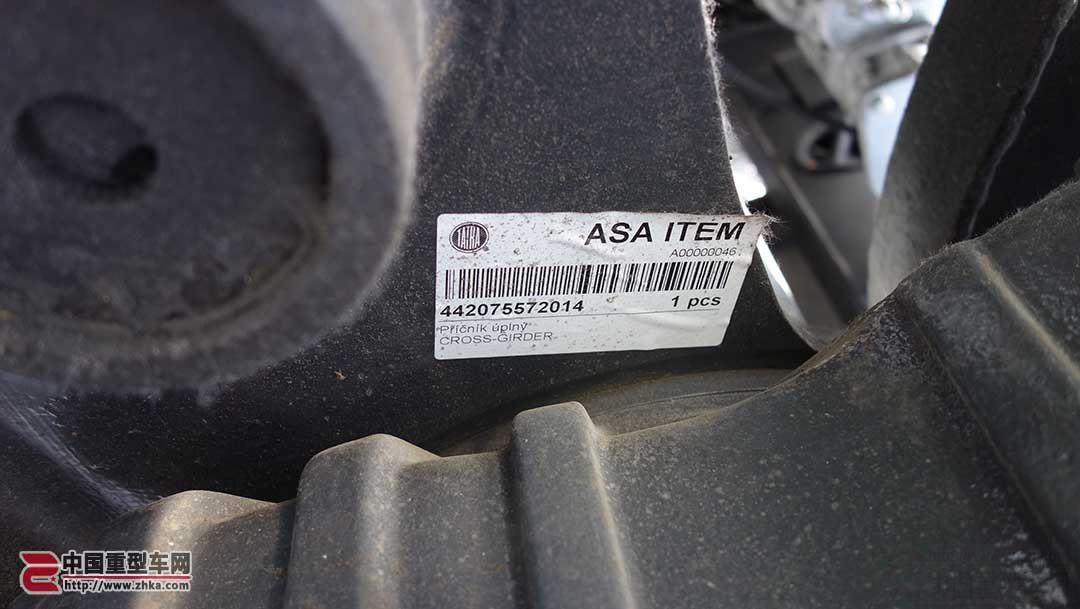 TATRA
ASA ITEM
A00000046
442075572014
1 pcs
Příčník úplný
CROSS-GIRDER
中国重型车网
http://www.zhka.com